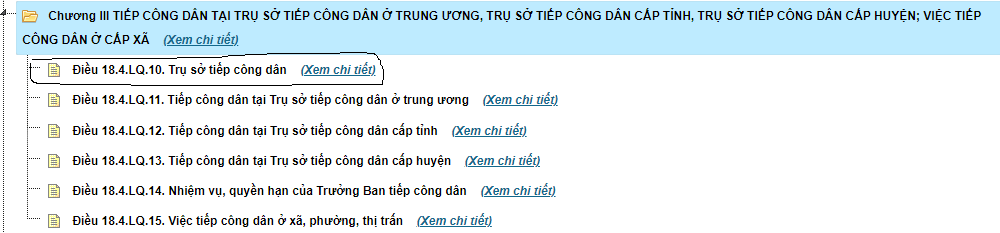 Chương III TIẾP CÔNG DÂN TẠI TRỤ SỞ TIẾP CÔNG DÂN Ở TRUNG ƯƠNG, TRỤ SỞ TIẾP CÔNG DÂN CẤP TỈNH, TRỤ SỞ TIẾP CÔNG DÂN CẤP HUYỆN; VIỆC TIẾP
CÔNG DÂN Ở CẤP XÃ (Xem chi tiết)
Điều 18.4.LQ.10. Trụ sở tiếp công dân (Xem chi tiết)
Điều 18.4.LQ.11. Tiếp công dân tại Trụ sở tiếp công dân ở trung ương (Xem chi tiết)
Điều 18.4.LQ.12. Tiếp công dân tại Trụ sở tiếp công dân cấp tỉnh (Xem chi tiết)
Điều 18.4.LQ.13. Tiếp công dân tại Trụ sở tiếp công dân cấp huyện (Xem chi tiết)
Điều 18.4.LQ.14. Nhiệm vụ, quyền hạn của Trưởng Ban tiếp công dân (Xem chi tiết)
Điều 18.4.LQ.15. Việc tiếp công dân ở xã, phường, thị trấn (Xem chi tiết)